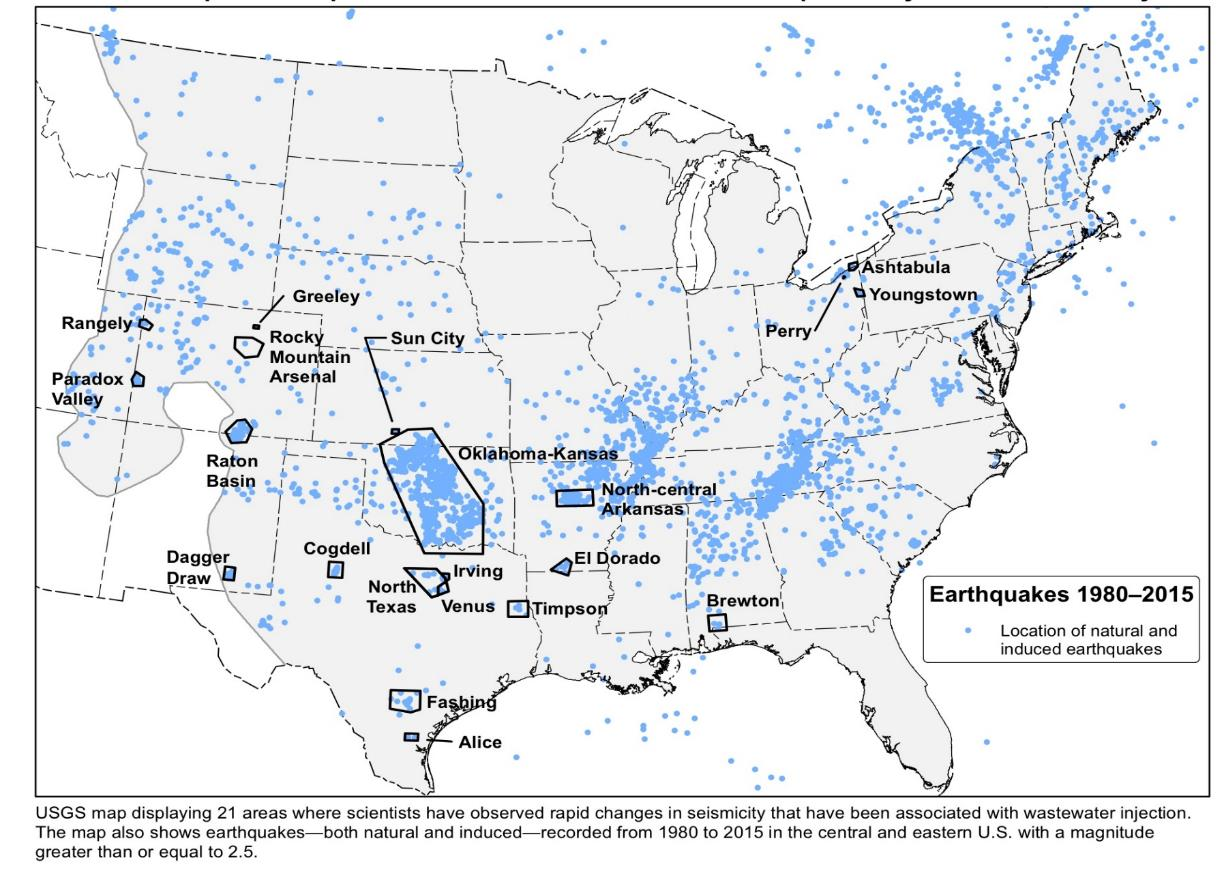 Ashtabula
Youngstown
Perry
Greeley
Rangely
Rocky
Mountain
Arsenal
Sun City
Paradox
Valley
Raton
Basin
Oklahoma-Kansas
North-central
Arkansas
Dagger
Draw
Cogdell
El Dorado
Irving
North
Texas
Venus
Timpson
Brewton
Fashing
Alice
Earthquakes 1980–2015
Location of natural and
induced earthquakes
USGS map displaying 21 areas where scientists have observed rapid changes in seismicity that have been associated with wastewater injection.
The map also shows earthquakes—both natural and induced—recorded from 1980 to 2015 in the central and eastern U.S. with a magnitude
greater than or equal to 2.5.